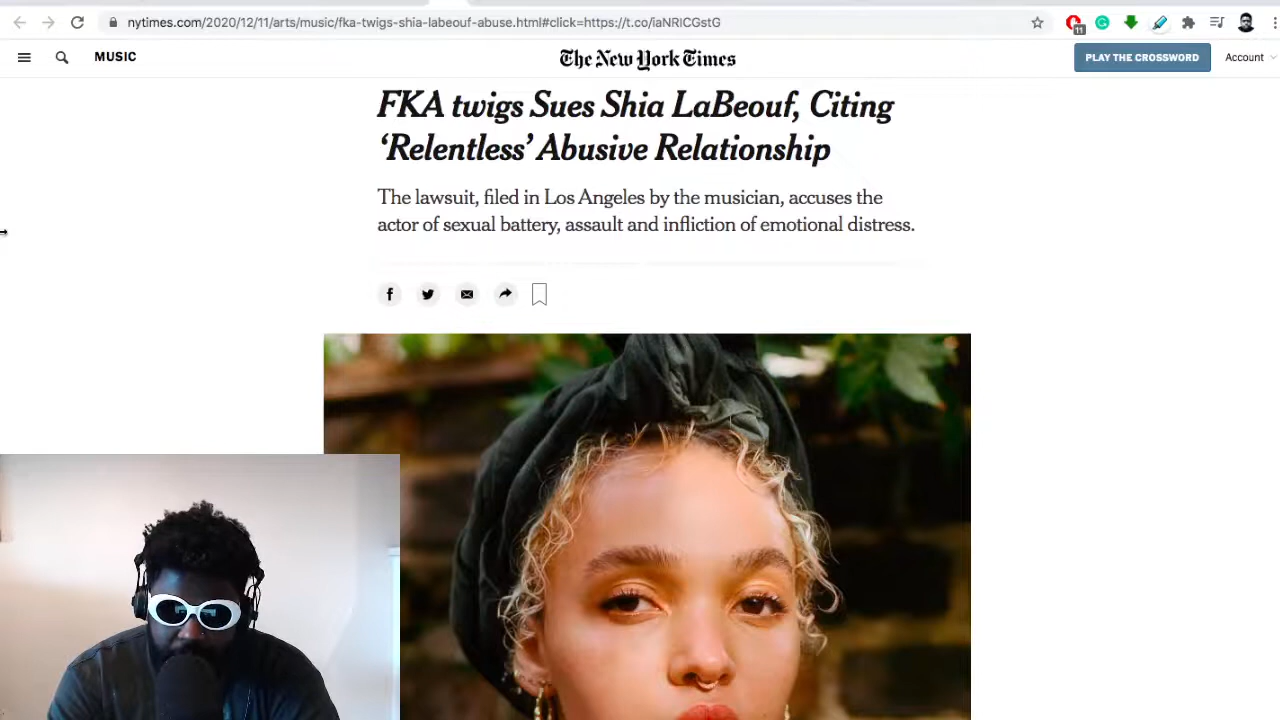 nytimes.com/2020/12/11/arts/music/fka-twigs-shia-labeouf-abuse.html#click=https://t.co/iaNRICGstG
11
MUSIC
The New York Times
PLAY THE CROSSWORD
Account
FKA twigs Sues Shia LaBeouf, Citing
‘Relentless’ Abusive Relationship
The lawsuit, filed in Los Angeles by the musician, accuses the
actor of sexual battery, assault and infliction of emotional distress.